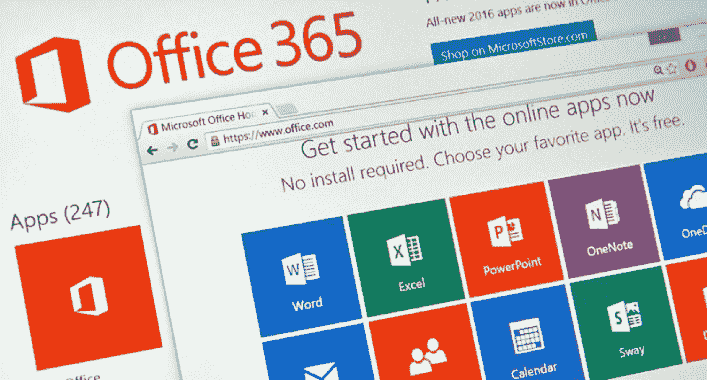 Office 365
All-new 2016 apps are now in
Shop on MicrosoftStore.com
Microsoft Office Ho
https://www.office.com
Get started with the online apps now
No install required. Choose your favorite app. It's free.
Apps (247)
Word
Excel
PowerPoint
OneNote
OneD
Calendar
Sway
Office